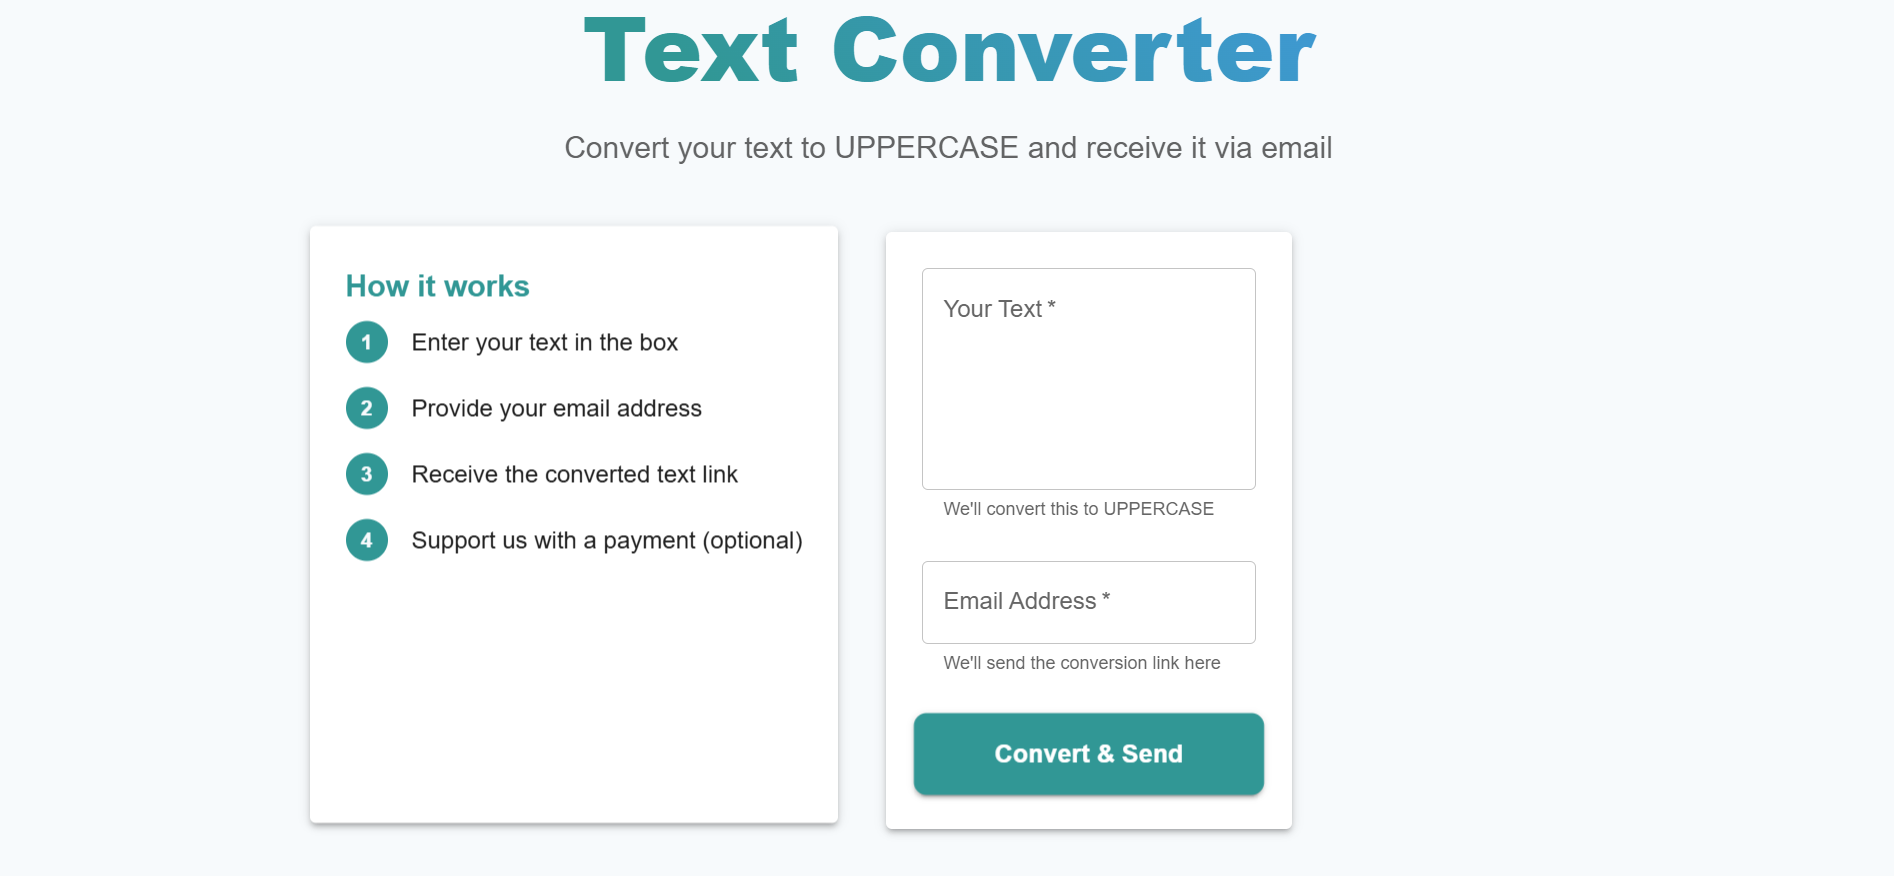 Text Converter
Convert your text to UPPERCASE and receive it via email
How it works
1 Enter your text in the box
2 Provide your email address
3 Receive the converted text link
4 Support us with a payment (optional)
Your Text *
We'll convert this to UPPERCASE
Email Address *
We'll send the conversion link here
Convert & Send